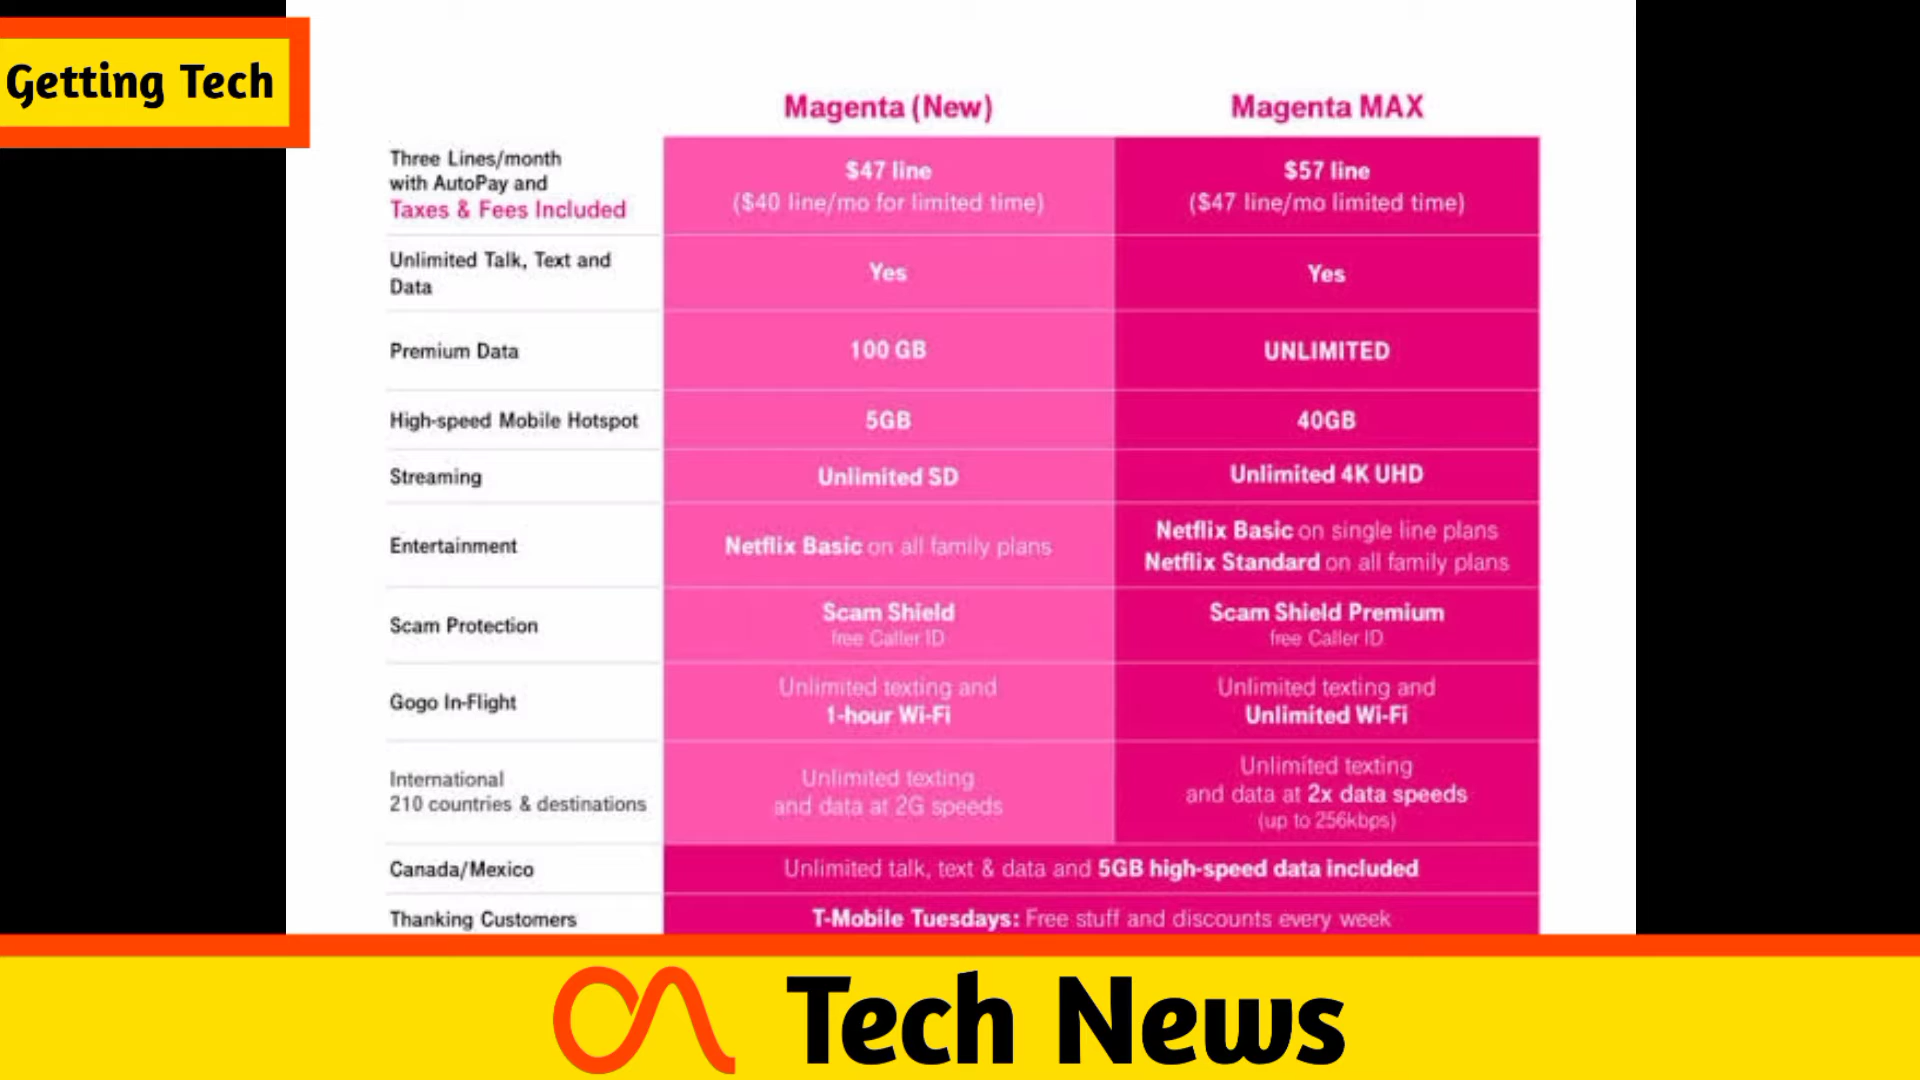 Getting Tech
Magenta (New)
Magenta MAX
Three Lines/month
with AutoPay and
Taxes & Fees Included
$47 line
($40 line/mo for limited time)
$57 line
($47 line/mo limited time)
Unlimited Talk, Text and
Data
Yes
Yes
Premium Data
100 GB
UNLIMITED
High-speed Mobile Hotspot
5GB
40GB
Streaming
Unlimited SD
Unlimited 4K UHD
Entertainment
Netflix Basic on all family plans
Netflix Basic on single line plans
Netflix Standard on all family plans
Scam Protection
Scam Shield
free Caller ID
Scam Shield Premium
free Caller ID
Gogo In-Flight
Unlimited texting and
1-hour Wi-Fi
Unlimited texting and
Unlimited Wi-Fi
International
210 countries & destinations
Unlimited texting
and data at 2G speeds
Unlimited texting
and data at 2x data speeds
(up to 256kbps)
Canada/Mexico
Unlimited talk, text & data and 5GB high-speed data included
Thanking Customers
T-Mobile Tuesdays: Free stuff and discounts every week
Tech News